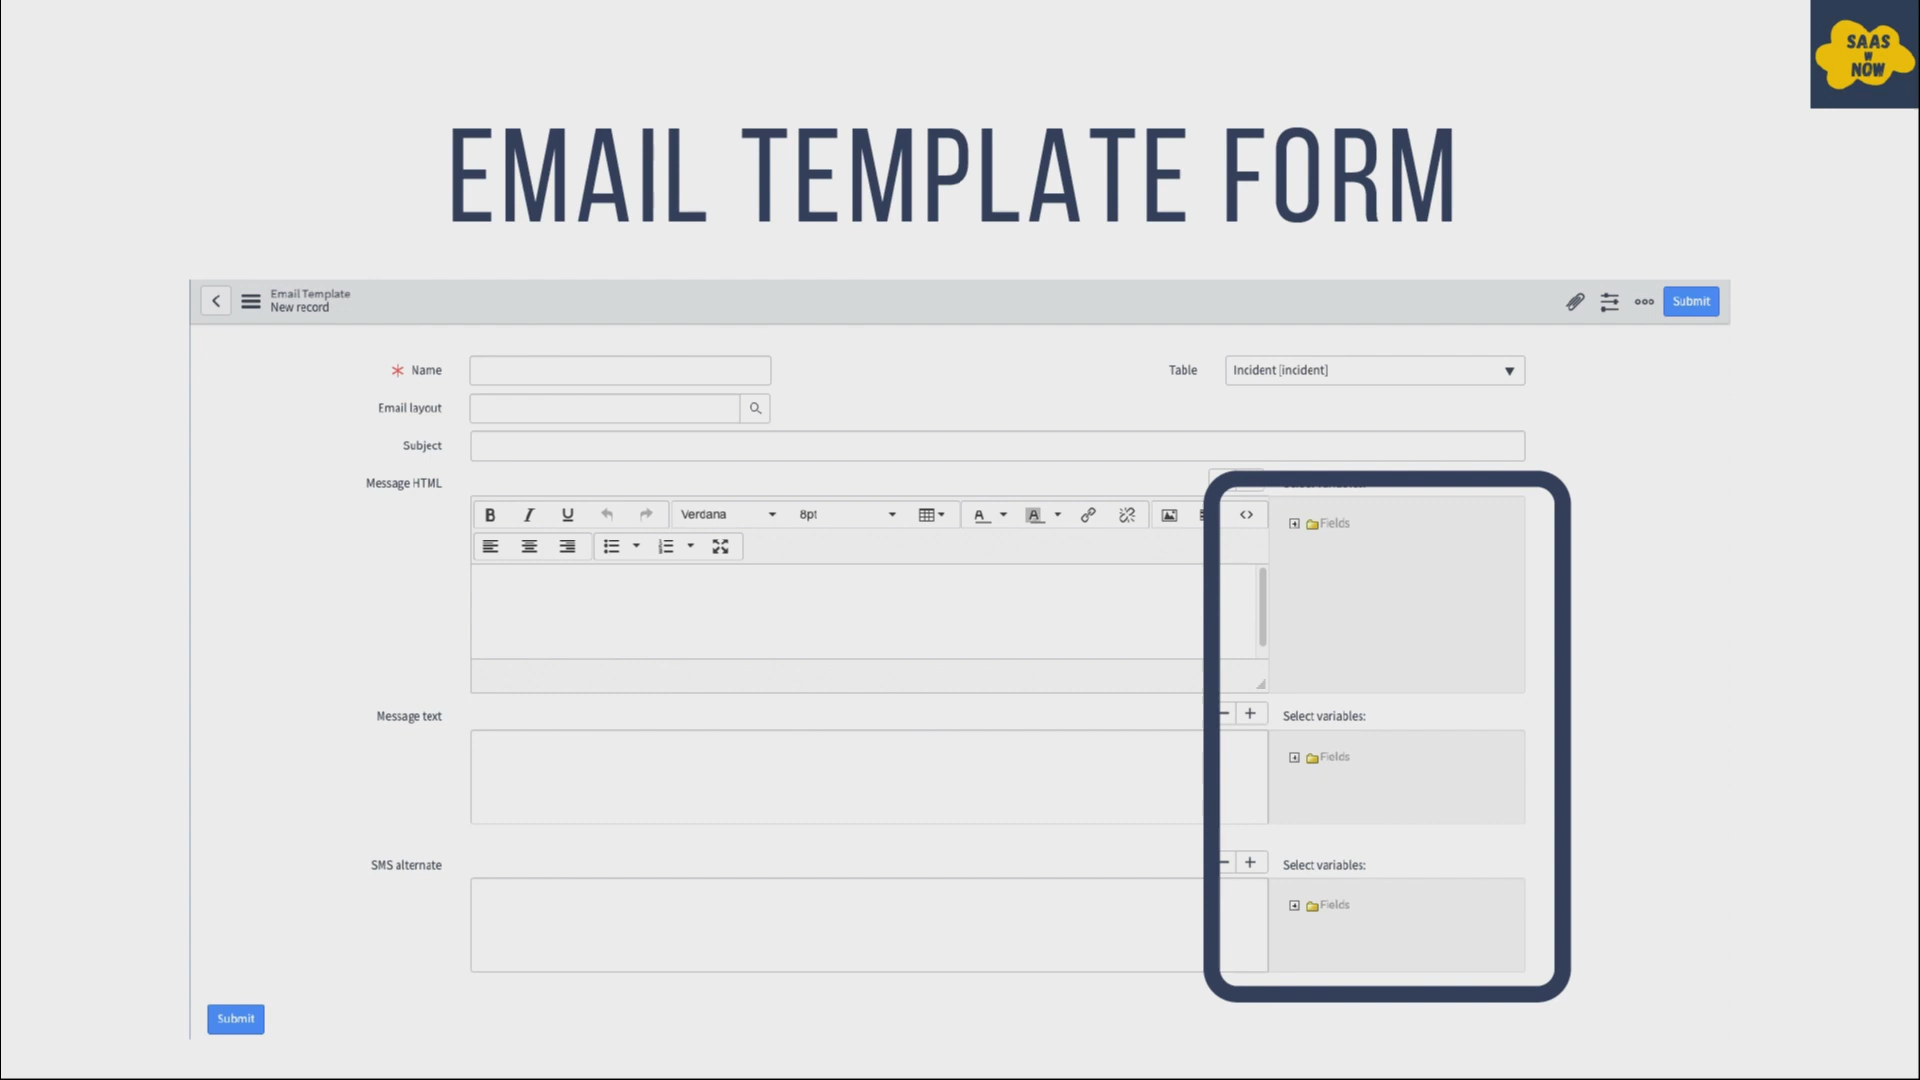 SAAS
W
NOW
EMAIL TEMPLATE FORM
Email Template
New record
Submit
Name
Table
Incident [incident]
Email layout
Subject
Message HTML
B I U Verdana 8pt A A
Fields
Message text
Select variables:
Fields
SMS alternate
Select variables:
Fields
Submit